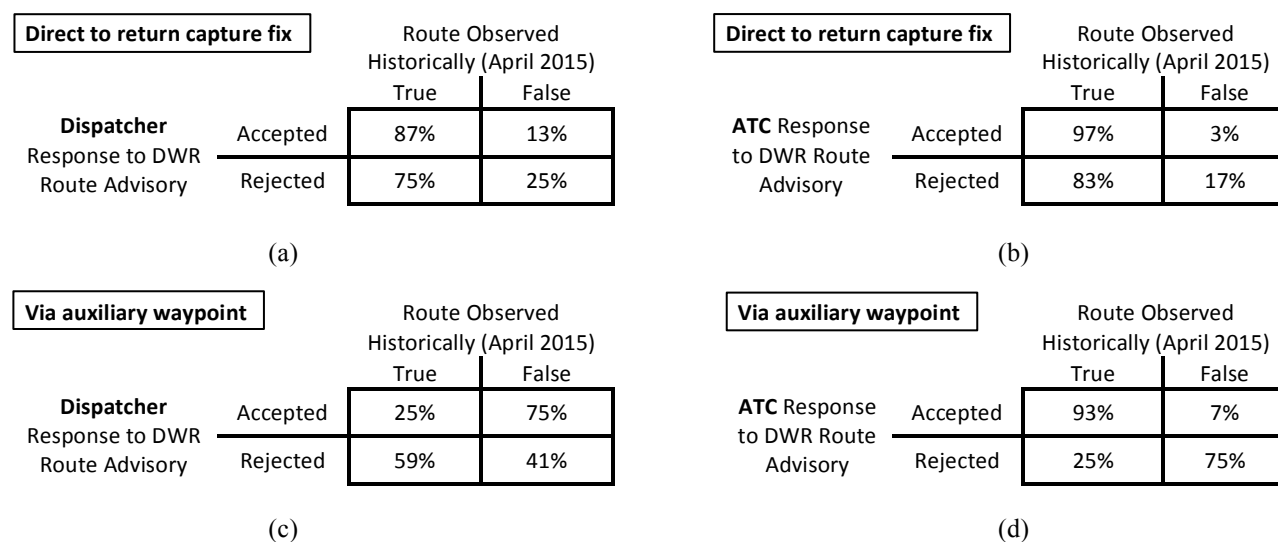 Direct to return capture fix
Route Observed
Historically (April 2015)
True False
Dispatcher
Response to DWR
Route Advisory
Accepted 87% 13%
Rejected 75% 25%
(a)
Direct to return capture fix
Route Observed
Historically (April 2015)
True False
ATC Response
to DWR Route
Advisory
Accepted 97% 3%
Rejected 83% 17%
(b)
Via auxiliary waypoint
Route Observed
Historically (April 2015)
True False
Dispatcher
Response to DWR
Route Advisory
Accepted 25% 75%
Rejected 59% 41%
(c)
Via auxiliary waypoint
Route Observed
Historically (April 2015)
True False
ATC Response
to DWR Route
Advisory
Accepted 93% 7%
Rejected 25% 75%
(d)